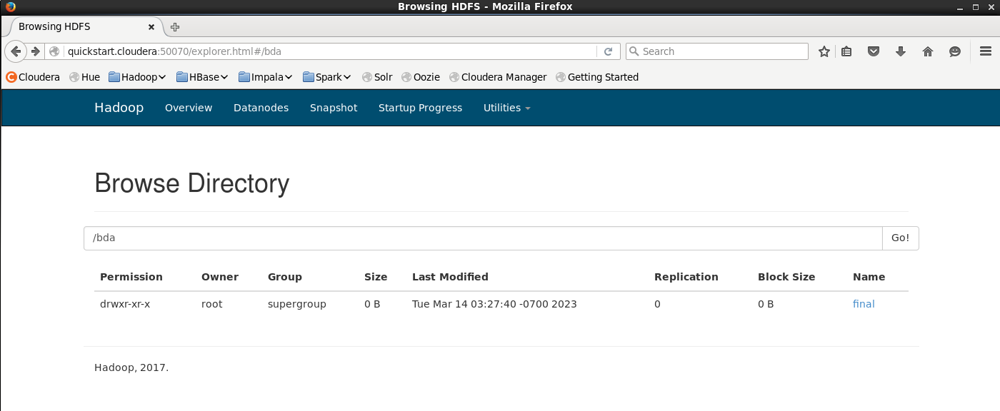 Browsing HDFS - Mozilla Firefox
Browsing HDFS
quickstart.cloudera:50070/explorer.html#/bda Search
Cloudera Hue Hadoop HBase Impala Spark Solr Oozie Cloudera Manager Getting Started
Hadoop Overview Datanodes Snapshot Startup Progress Utilities
Browse Directory
/bda Go!
Permission Owner Group Size Last Modified Replication Block Size Name
drwxr-xr-x root supergroup 0 B Tue Mar 14 03:27:40 -0700 2023 0 0 B final
Hadoop, 2017.